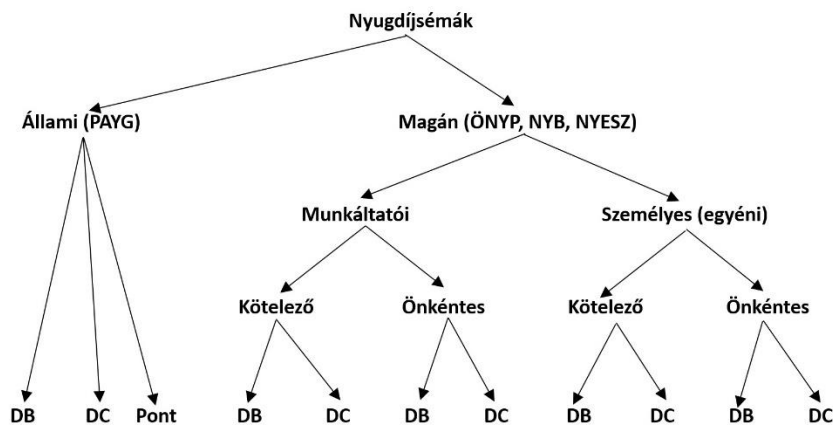 Nyugdíjsémák
Állami (PAYG) Magán (ÖNYP, NYB, NYESZ)
Munkáltatói Személyes (egyéni)
Kötelező Önkéntes Kötelező Önkéntes
DB DC Pont DB DC DB DC DB DC DB DC